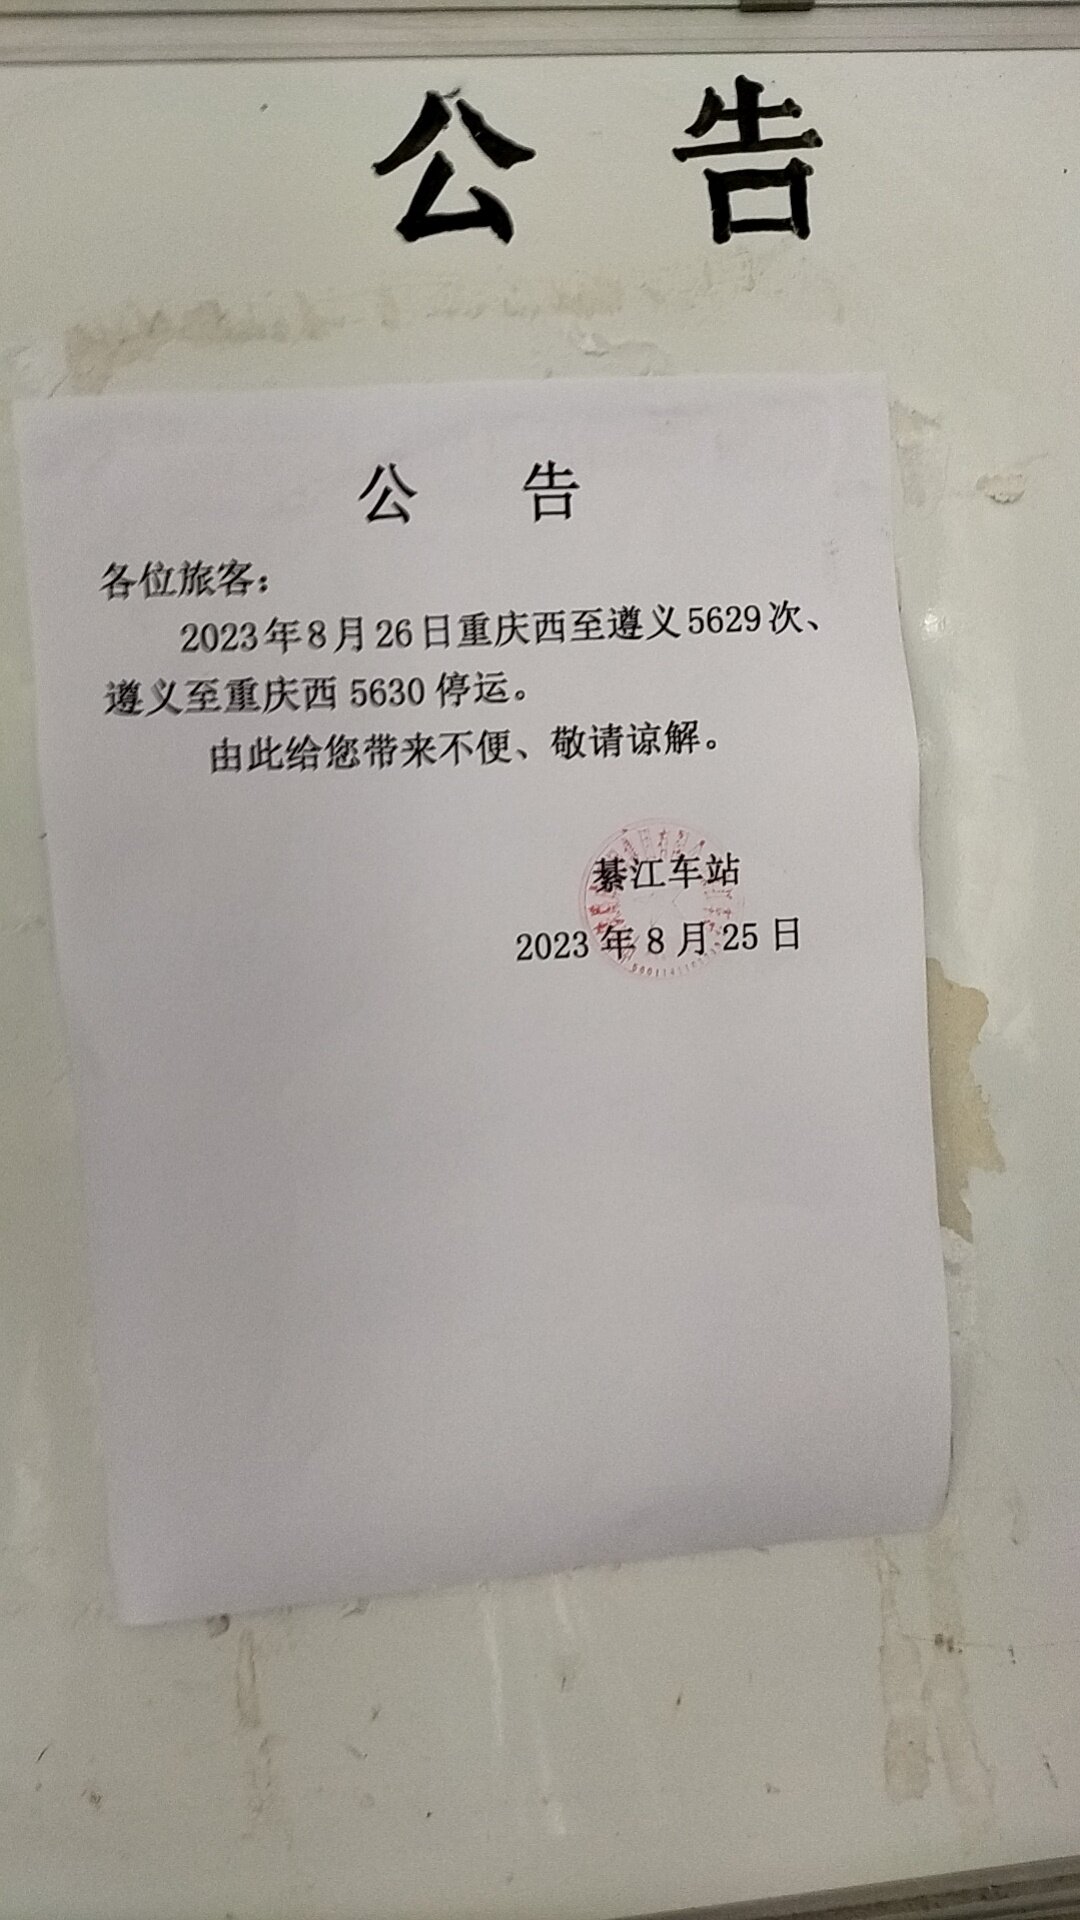 公告
公告
各位旅客：
2023年8月26日重庆西至遵义5629次、
遵义至重庆西5630停运。
由此给您带来不便、敬请谅解。
綦江车站
2023年8月25日